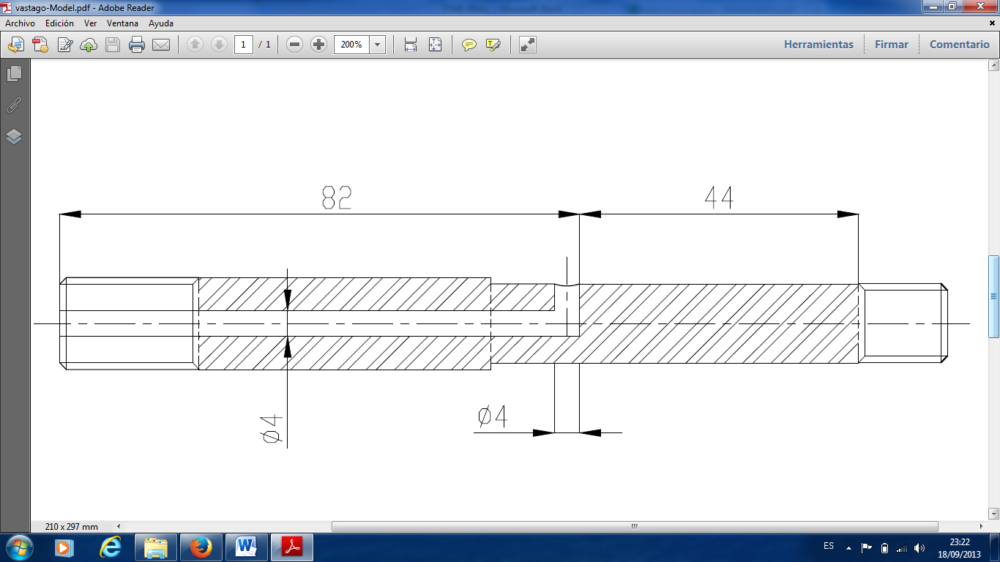 vastago-Model.pdf - Adobe Reader
Archivo Edición Ver Ventana Ayuda
1 / 1 200% Herramientas Firmar Comentario
82 44
Ø4
Ø4
210 x 297 mm
ES 23:22
18/09/2013